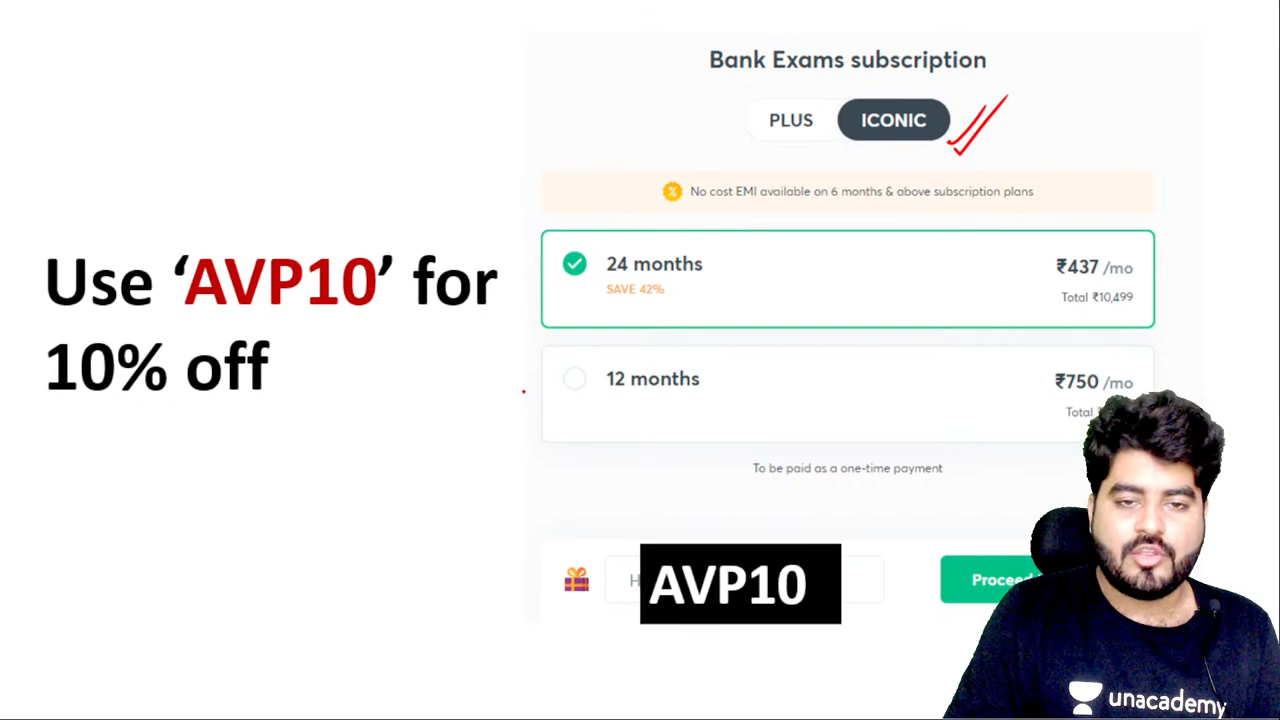 Bank Exams subscription
PLUS ICONIC
No cost EMI available on 6 months & above subscription plans
Use ‘AVP10’ for
10% off
24 months
SAVE 42%
₹437 /mo
Total ₹10,499
12 months
₹750 /mo
Total
To be paid as a one-time payment
AVP10
Proceed
unacademy